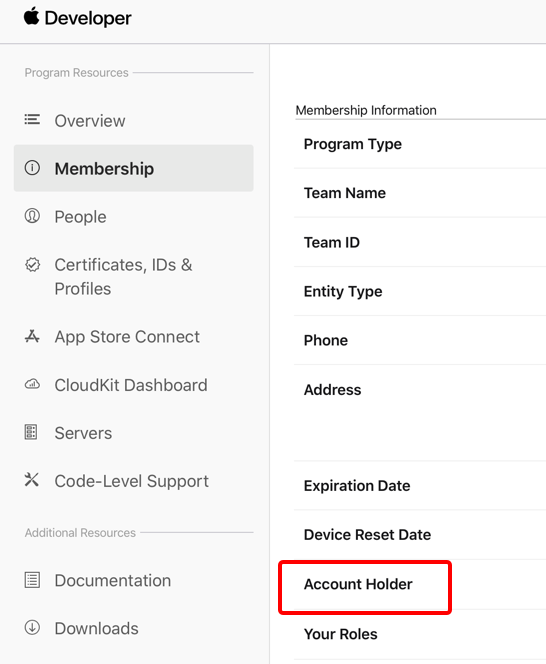 Developer
Program Resources
Overview
Membership
People
Certificates, IDs &
Profiles
App Store Connect
CloudKit Dashboard
Servers
Code-Level Support
Additional Resources
Documentation
Downloads
Membership Information
Program Type
Team Name
Team ID
Entity Type
Phone
Address
Expiration Date
Device Reset Date
Account Holder
Your Roles